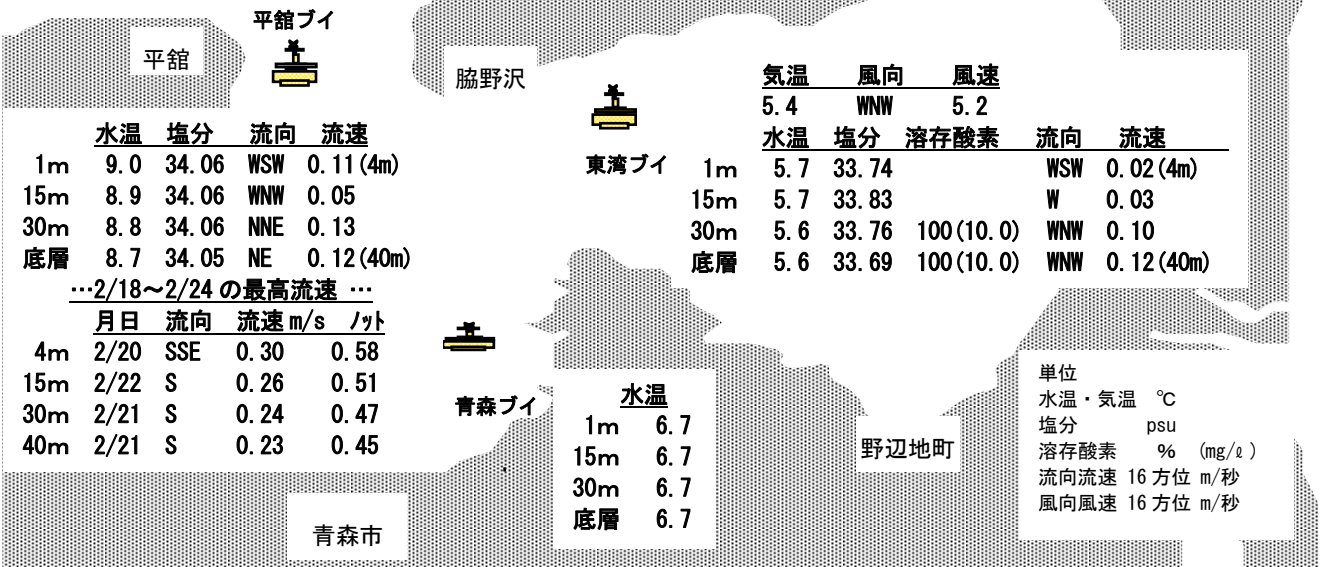 平舘ブイ
平舘
水温 塩分 流向 流速
1m 9.0 34.06 WSW 0.11(4m)
15m 8.9 34.06 WNW 0.05
30m 8.8 34.06 NNE 0.13
底層 8.7 34.05 NE 0.12(40m)
…2/18～2/24の最高流速 …
月日 流向 流速m/s ﾉｯﾄ
4m 2/20 SSE 0.30 0.58
15m 2/22 S 0.26 0.51
30m 2/21 S 0.24 0.47
40m 2/21 S 0.23 0.45
脇野沢
東湾ブイ
気温 風向 風速
5.4 WNW 5.2
水温 塩分 溶存酸素 流向 流速
1m 5.7 33.74 WSW 0.02(4m)
15m 5.7 33.83 W 0.03
30m 5.6 33.76 100(10.0) WNW 0.10
底層 5.6 33.69 100(10.0) WNW 0.12(40m)
青森ブイ
水温
1m 6.7
15m 6.7
30m 6.7
底層 6.7
青森市
野辺地町
単位
水温・気温 ℃
塩分 psu
溶存酸素 % (mg/ℓ)
流向流速 16方位 m/秒
風向風速 16方位 m/秒